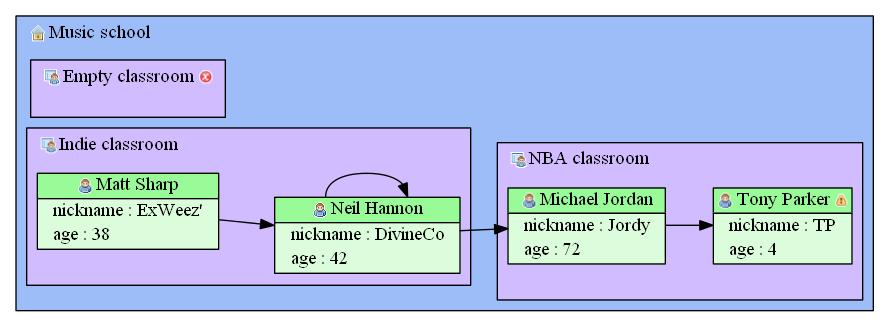 Music school
Empty classroom
Indie classroom
Matt Sharp
nickname : ExWeez'
age : 38
Neil Hannon
nickname : DivineCo
age : 42
NBA classroom
Michael Jordan
nickname : Jordy
age : 72
Tony Parker
nickname : TP
age : 4